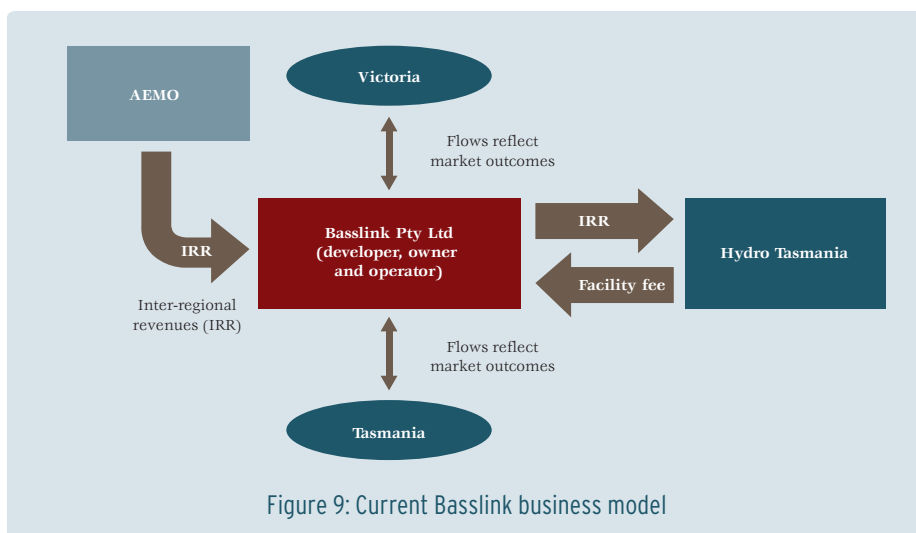 AEMO
Victoria
Flows reflect
market outcomes
IRR
Inter-regional
revenues (IRR)
Basslink Pty Ltd
(developer, owner
and operator)
IRR
Facility fee
Hydro Tasmania
Flows reflect
market outcomes
Tasmania
Figure 9: Current Basslink business model